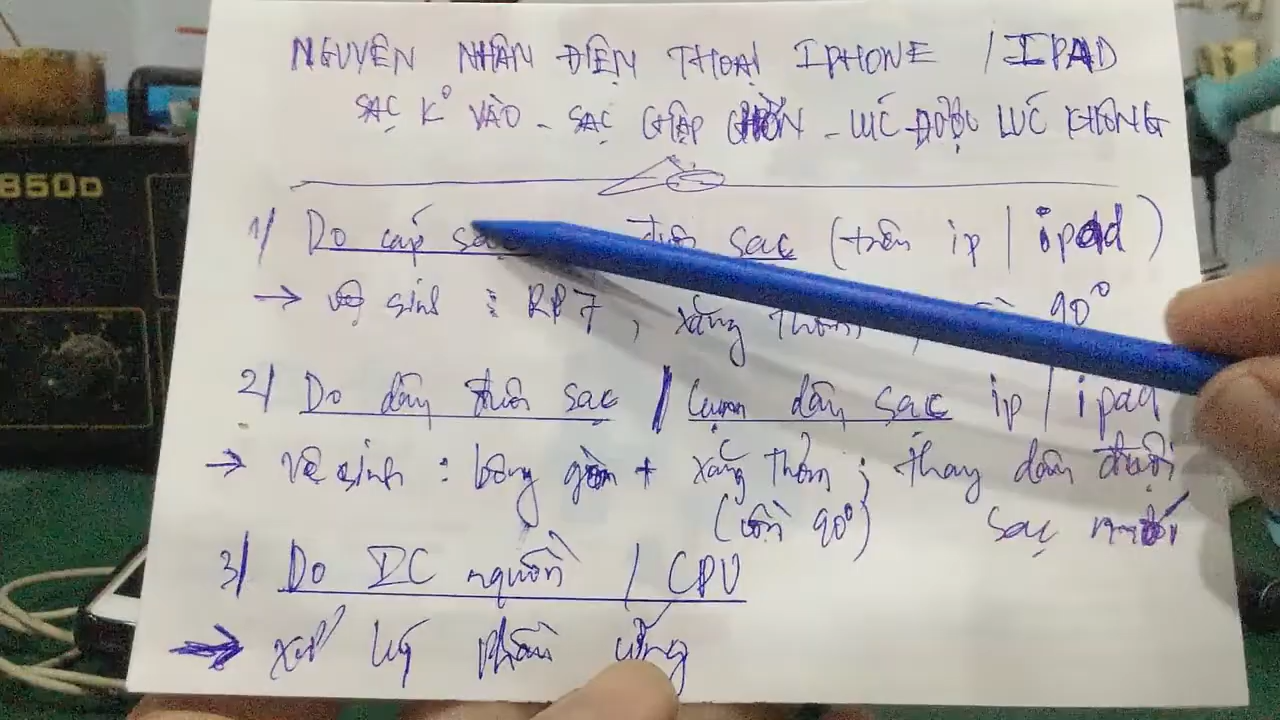 NGUYÊN NHÂN ĐIỆN THOẠI IPHONE / IPAD
SẠC K° VÀO - SẠC CHẬP CHỜN - LÚC ĐƯỢC LÚC KHÔNG
850D
1/ Do cáp sạc đuôi sạc (trên ip / ipad)
→ vệ sinh : RP7, xăng thơm, 90°
2/ Do dây đuôi sạc / cụm dây sạc ip / ipad
→ vệ sinh : bông gòn + xăng thơm ; thay dây đuôi
(cồn 90°) sạc mới
3/ Do IC nguồn / CPU
→ xử lý phần cứng